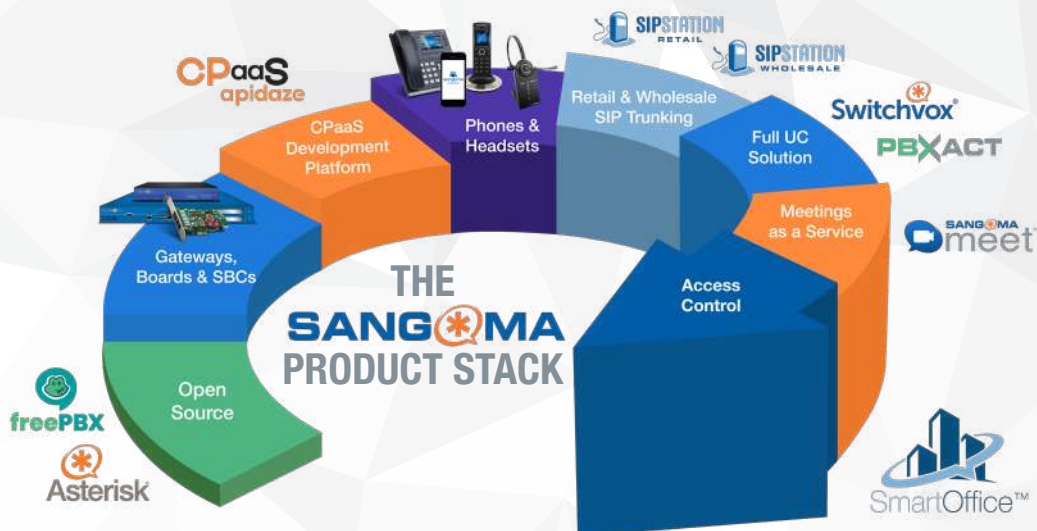 SIPSTATION
RETAIL
SIPSTATION
WHOLESALE
CPaaS
apidaze
Switchvox®
PBXACT
SANGOMA
meet™
Phones &
Headsets
Retail & Wholesale
SIP Trunking
CPaaS
Development
Platform
Full UC
Solution
Meetings
as a Service
Gateways,
Boards & SBCs
Access
Control
Open
Source
THE
SANGOMA
PRODUCT STACK
freePBX
Asterisk
SmartOffice™